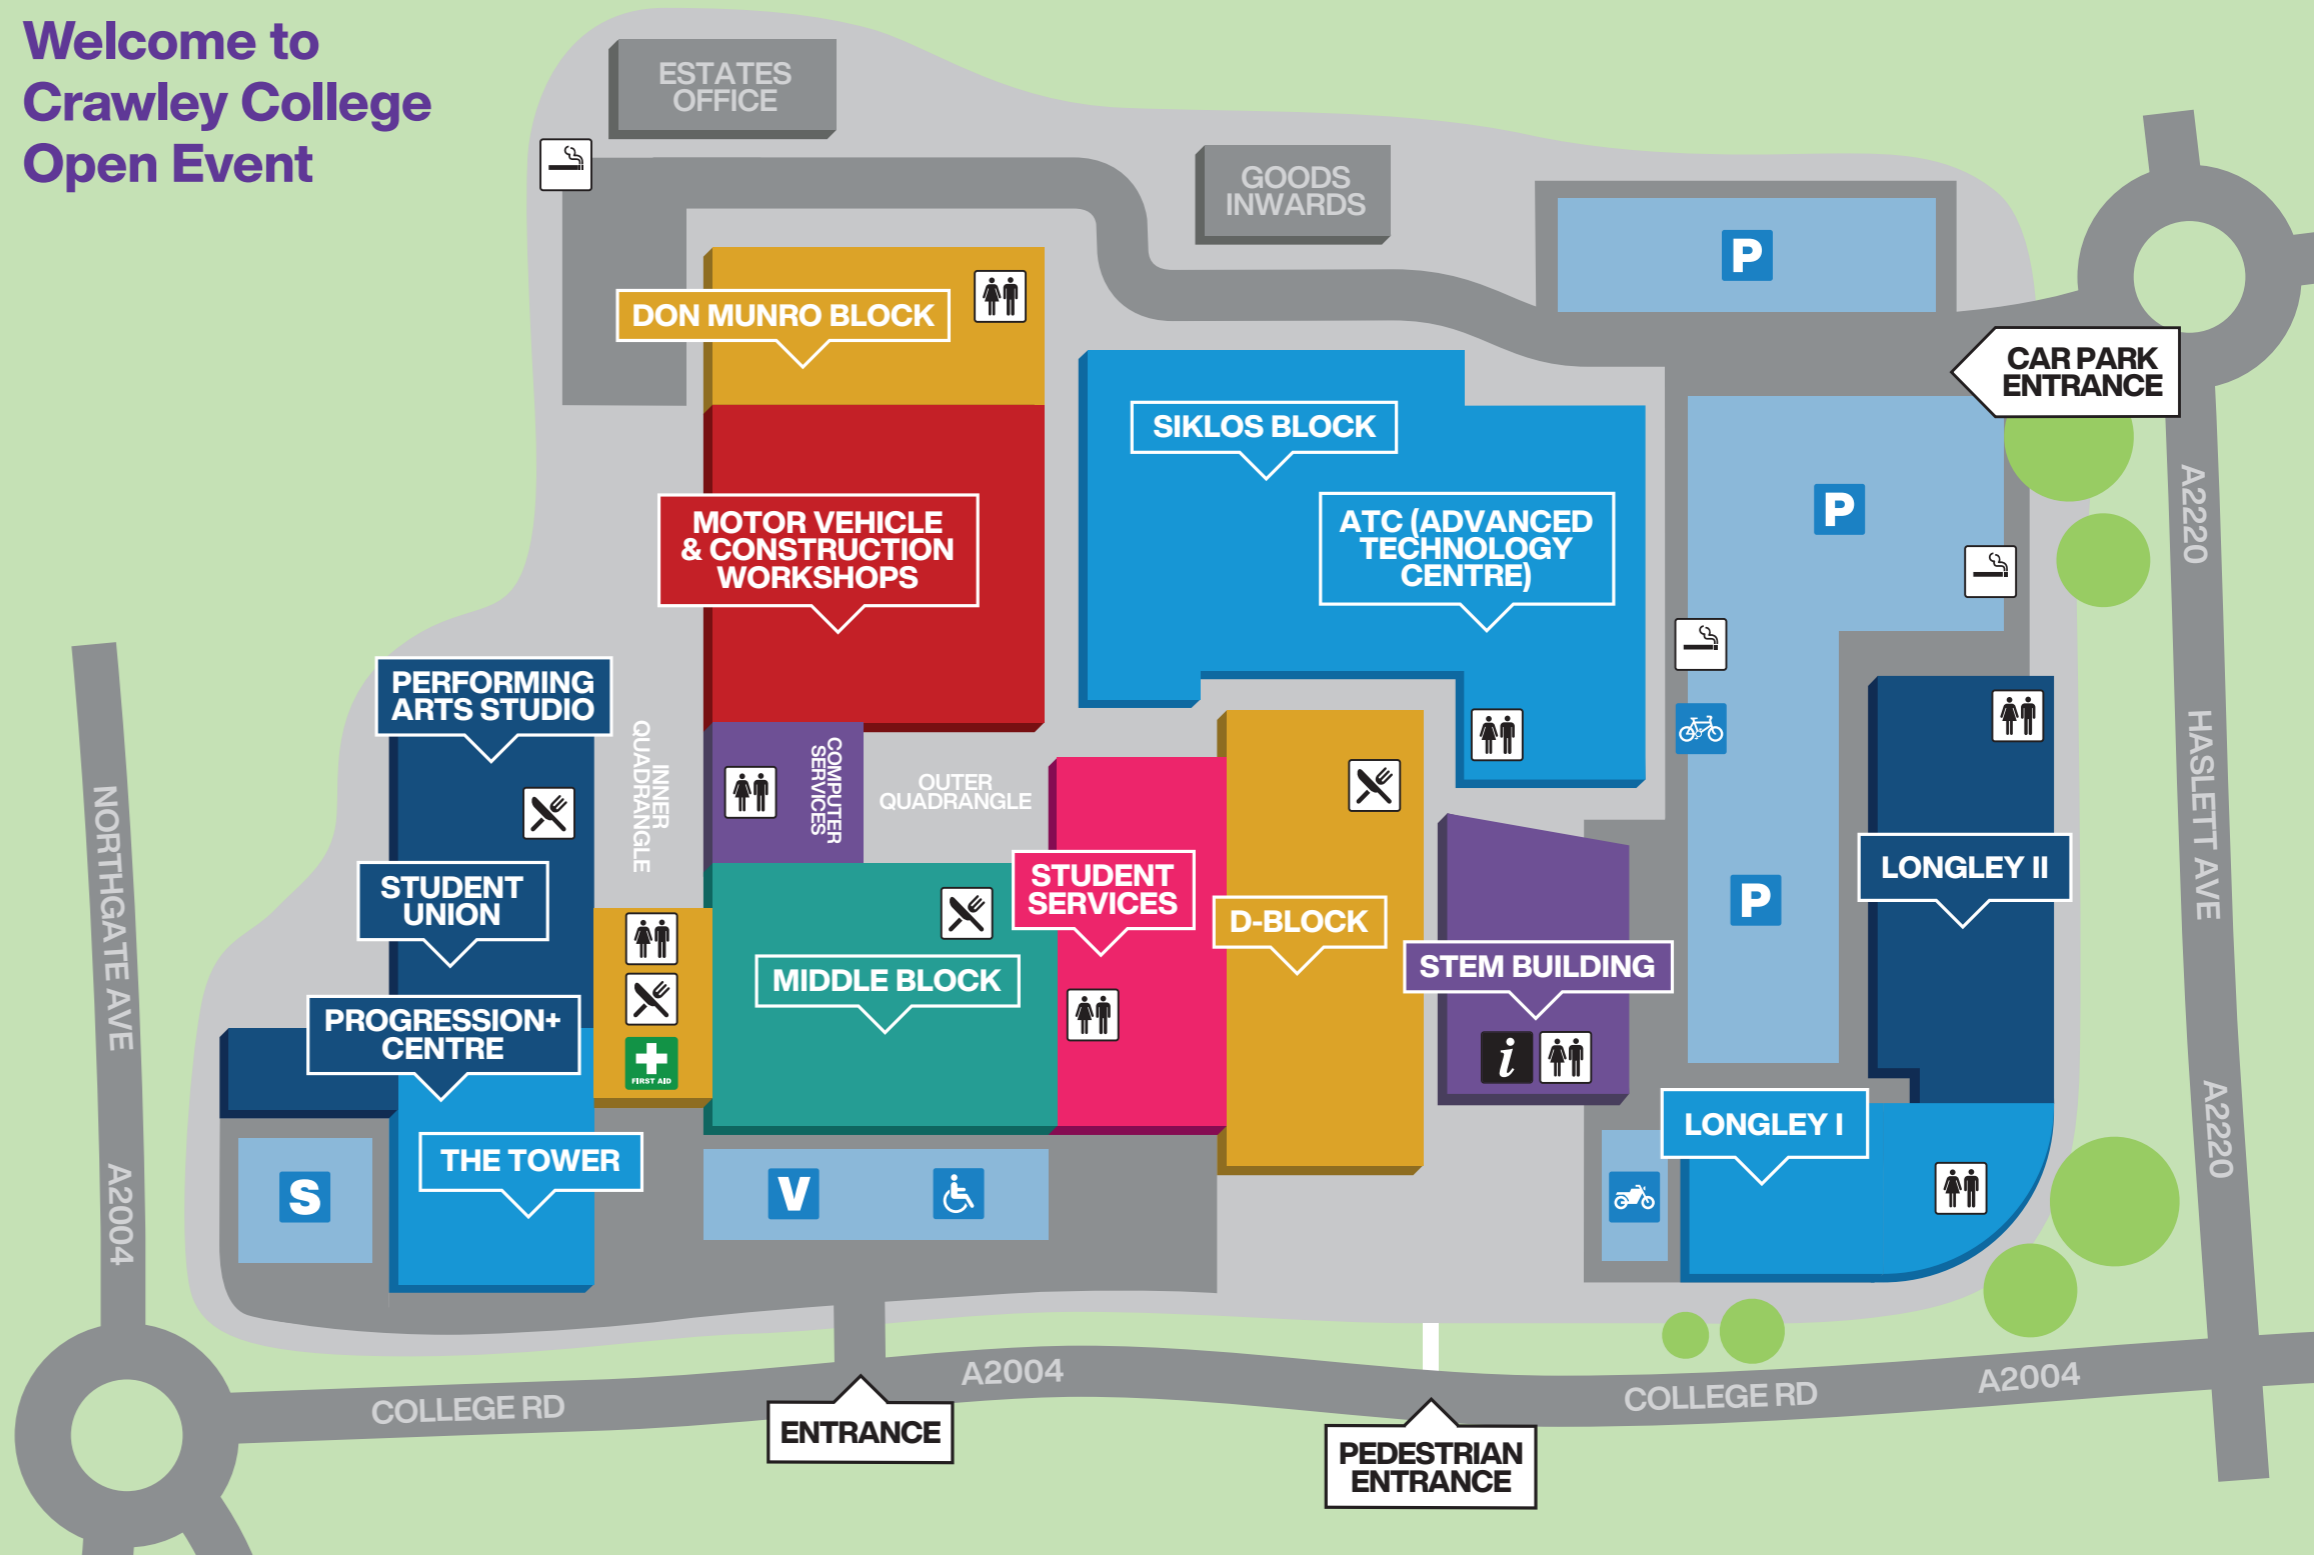 Welcome to
Crawley College
Open Event
ESTATES
OFFICE
GOODS
INWARDS
P
DON MUNRO BLOCK
CAR PARK
ENTRANCE
SIKLOS BLOCK
MOTOR VEHICLE
& CONSTRUCTION
WORKSHOPS
ATC (ADVANCED
TECHNOLOGY
CENTRE)
P
A2220
PERFORMING
ARTS STUDIO
INNER
QUADRANGLE
COMPUTER
SERVICES
OUTER
QUADRANGLE
HASLETT AVE
NORTHGATE AVE
STUDENT
UNION
STUDENT
SERVICES
D-BLOCK
LONGLEY II
P
MIDDLE BLOCK
STEM BUILDING
PROGRESSION+
CENTRE
i
FIRST AID
LONGLEY I
A2220
THE TOWER
A2004
S
V
A2004
COLLEGE RD
ENTRANCE
PEDESTRIAN
ENTRANCE
COLLEGE RD
A2004